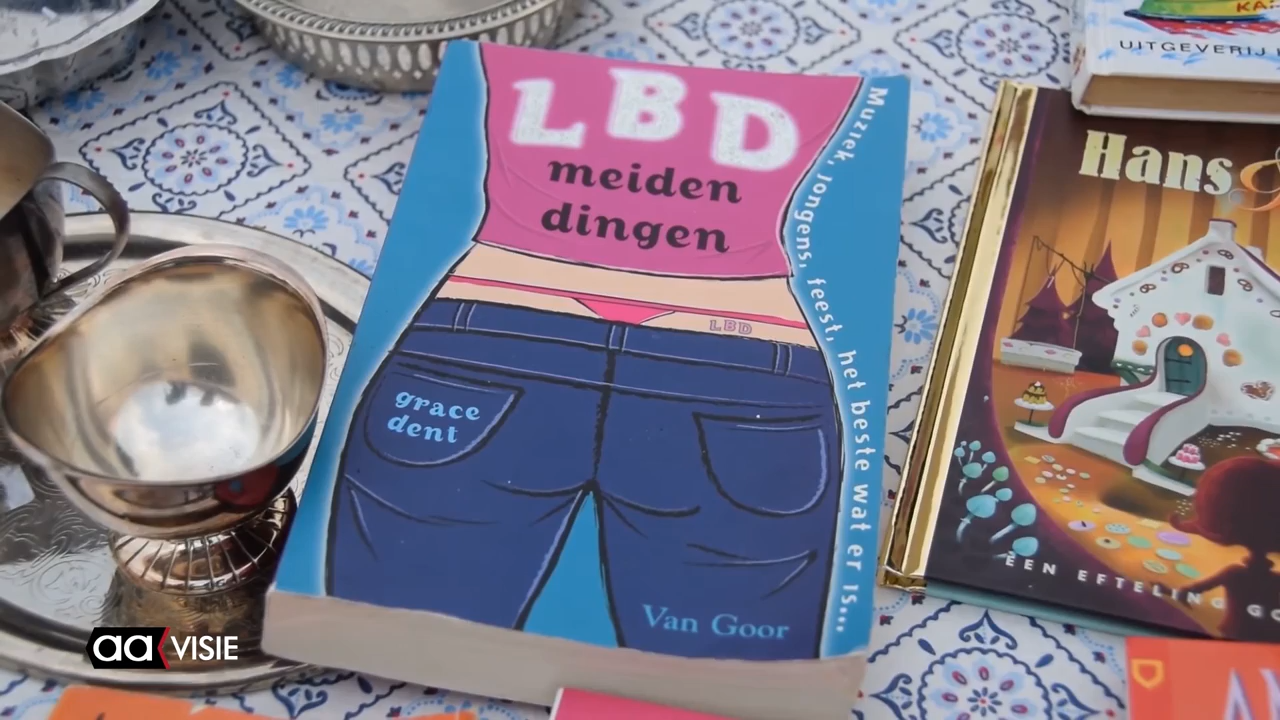 LBD
meiden
dingen
Muziek, jongens, feest, het beste wat er is...
LBD
grace
dent
Van Goor
UITGEVERIJ
Hans
EEN EFTELING
aa VISIE